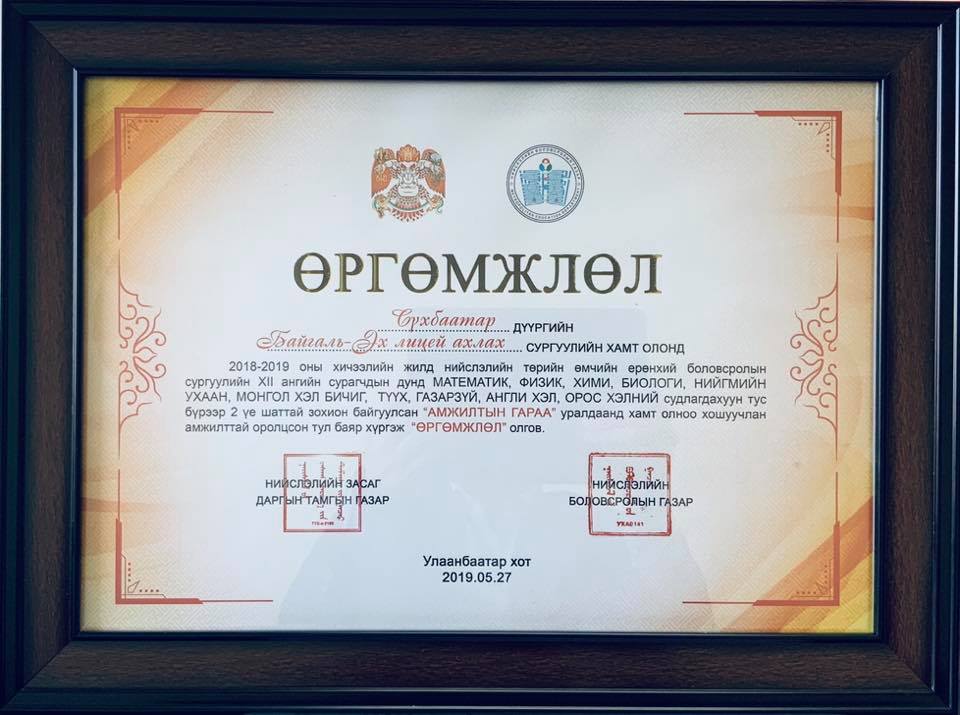 ӨРГӨМЖЛӨЛ
Сүхбаатар ДҮҮРГИЙН
Байгаль-Эх лицей ахлах СУРГУУЛИЙН ХАМТ ОЛОНД
2018-2019 оны хичээлийн жилд нийслэлийн төрийн өмчийн ерөнхий боловсролын
сургуулийн XII ангийн сурагчдын дунд МАТЕМАТИК, ФИЗИК, ХИМИ, БИОЛОГИ, НИЙГМИЙН
УХААН, МОНГОЛ ХЭЛ БИЧИГ, ТҮҮХ, ГАЗАРЗҮЙ, АНГЛИ ХЭЛ, ОРОС ХЭЛНИЙ судлагдахуун тус
бүрээр 2 үе шаттай зохион байгуулсан “АМЖИЛТЫН ГАРАА” уралдаанд хамт олноо хошуучлан
амжилттай оролцсон тул баяр хүргэж “ӨРГӨМЖЛӨЛ” олгов.
НИЙСЛЭЛИЙН ЗАСАГ
ДАРГЫН ТАМГЫН ГАЗАР
НИЙСЛЭЛИЙН
БОЛОВСРОЛЫН ГАЗАР
УХА0141
Улаанбаатар хот
2019.05.27